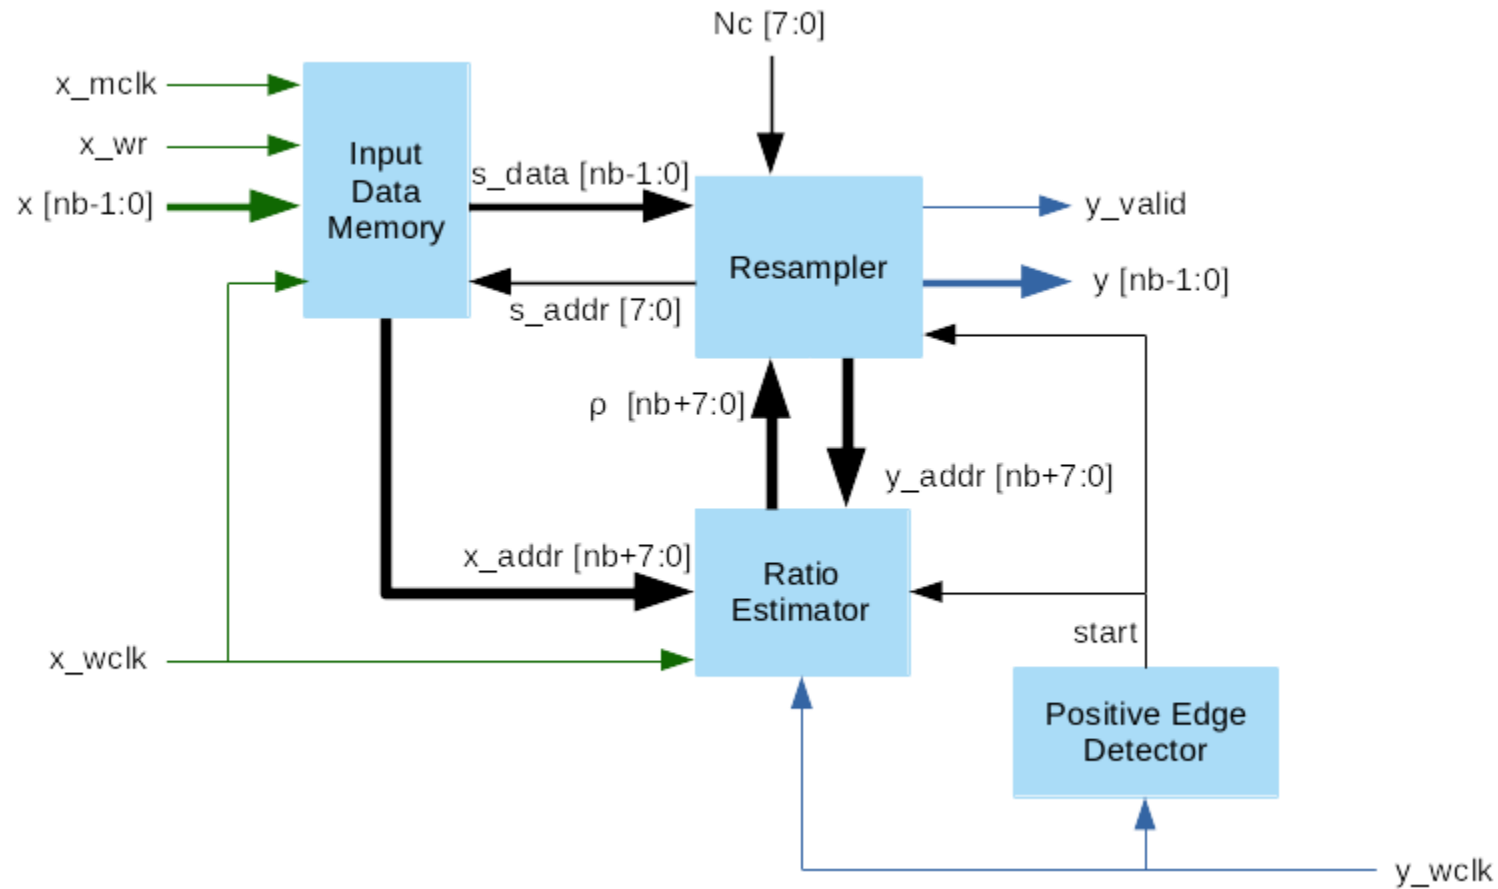 Nc [7:0]
x_mclk
x_wr
x [nb-1:0]
Input
Data
Memory
s_data [nb-1:0]
s_addr [7:0]
Resampler
y_valid
y [nb-1:0]
ρ [nb+7:0]
y_addr [nb+7:0]
x_addr [nb+7:0]
Ratio
Estimator
start
x_wclk
Positive Edge
Detector
y_wclk